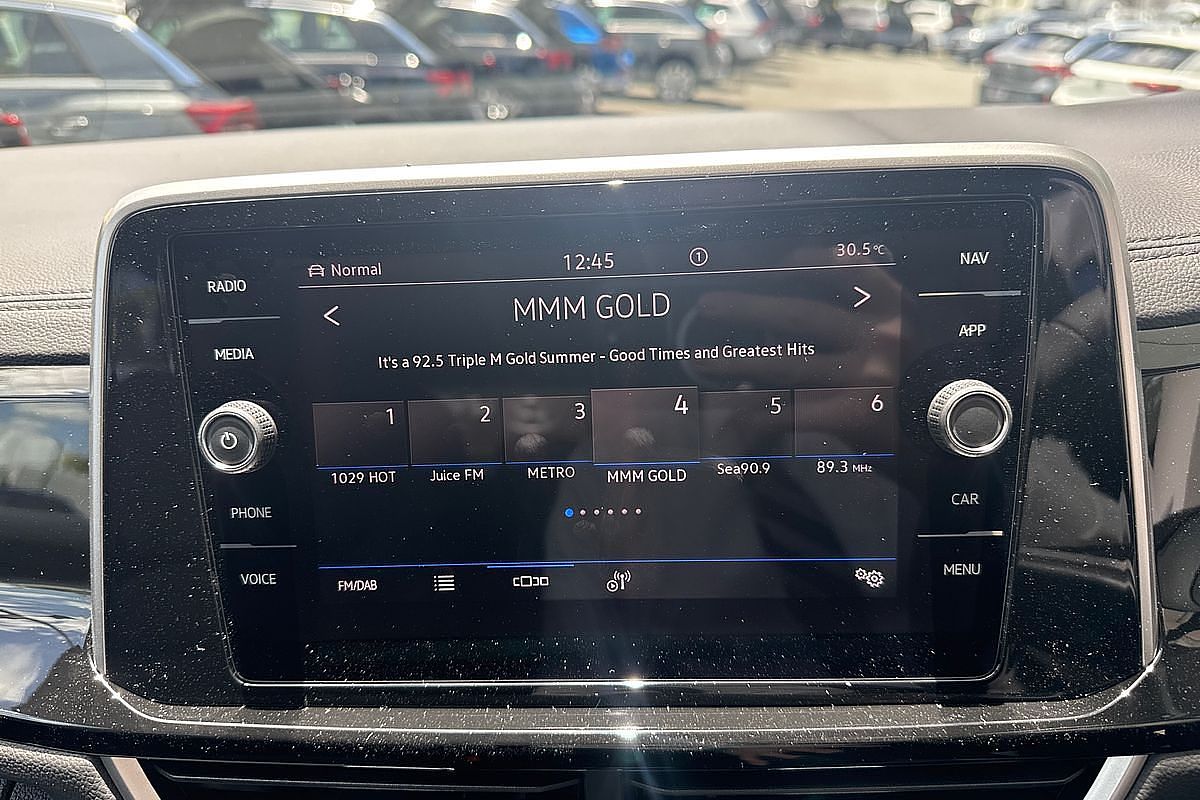 Normal 12:45 1 30.5°C
RADIO
MEDIA
PHONE
VOICE
< MMM GOLD >
It's a 92.5 Triple M Gold Summer - Good Times and Greatest Hits
1 2 3 4 5 6
1029 HOT Juice FM METRO MMM GOLD Sea90.9 89.3 MHz
FM/DAB
NAV
APP
CAR
MENU